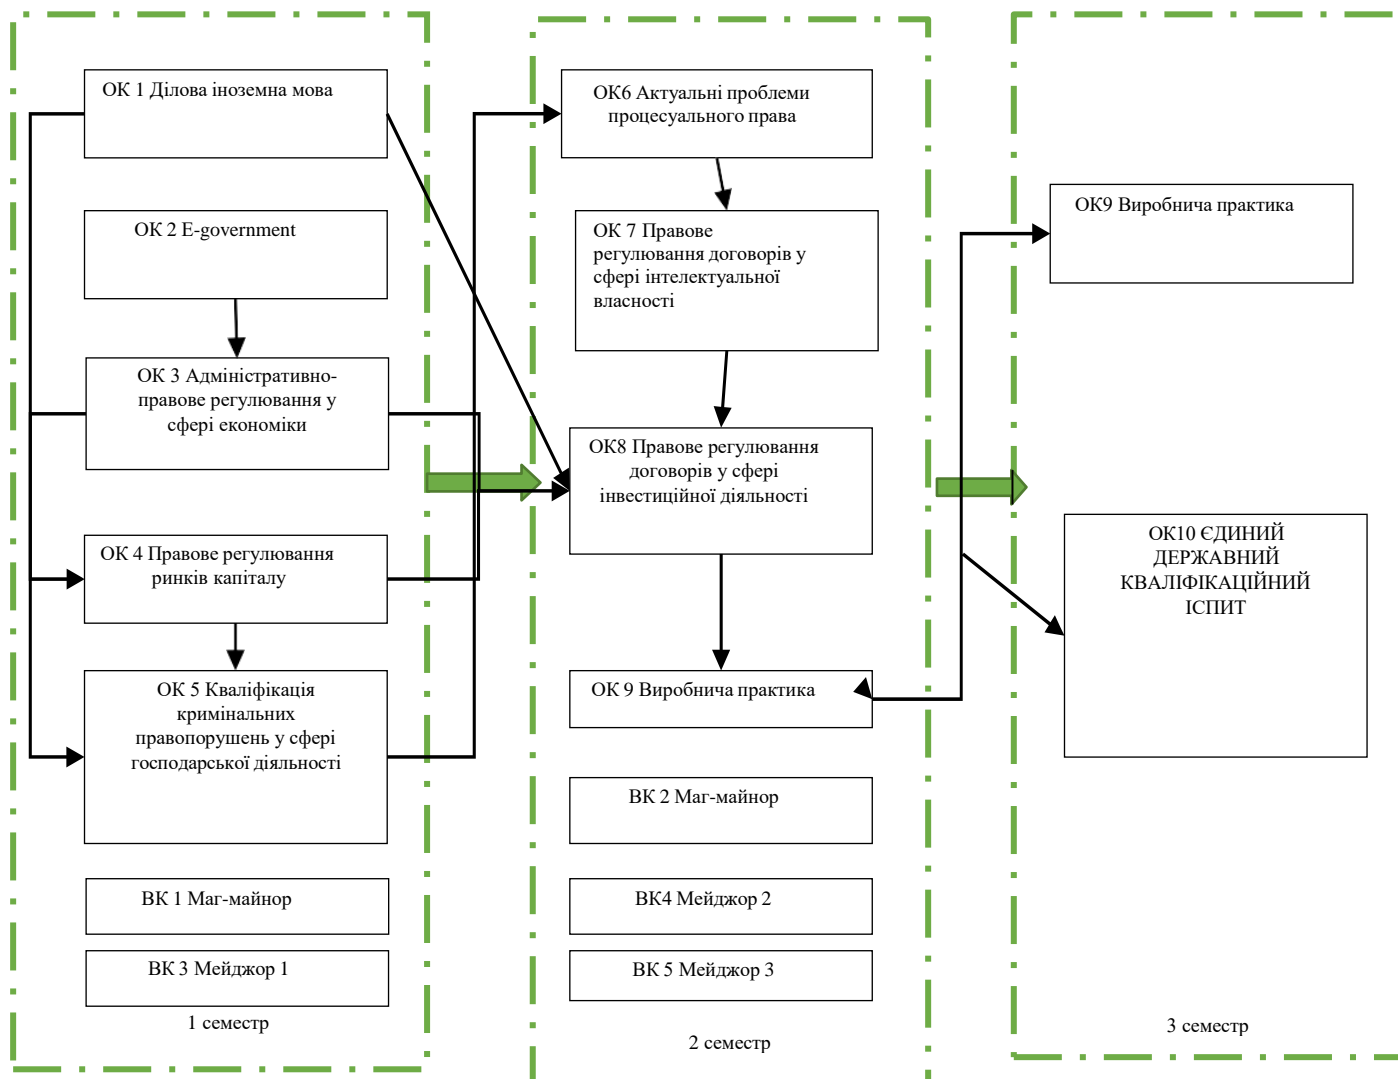 ОК 1 Ділова іноземна мова
ОК 2 E-government
ОК 3 Адміністративно-
правове регулювання у
сфері економіки
ОК 4 Правове регулювання
ринків капіталу
ОК 5 Кваліфікація
кримінальних
правопорушень у сфері
господарської діяльності
ВК 1 Маг-майнор
ВК 3 Мейджор 1
1 семестр
ОК6 Актуальні проблеми
процесуального права
ОК 7 Правове
регулювання договорів у
сфері інтелектуальної
власності
ОК8 Правове регулювання
договорів у сфері
інвестиційної діяльності
ОК 9 Виробнича практика
ВК 2 Маг-майнор
ВК4 Мейджор 2
ВК 5 Мейджор 3
2 семестр
ОК9 Виробнича практика
ОК10 ЄДИНИЙ
ДЕРЖАВНИЙ
КВАЛІФІКАЦІЙНИЙ
ІСПИТ
3 семестр